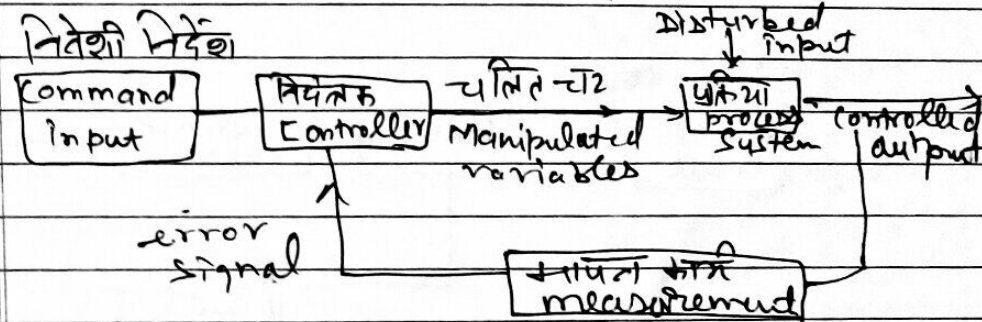 निवेशी निर्देश
Command
input
नियंत्रक
Controller
चलित चर
Manipulated
variables
Disturbed
input
प्रक्रिया
process
System
Controlled
output
error
signal
मापन कार्य
measurement